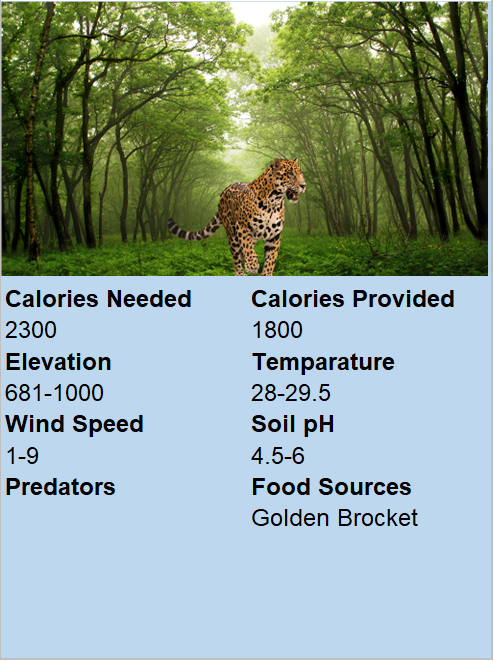 Calories Needed
Calories Provided
2300
1800
Elevation
Temparature
681-1000
28-29.5
Wind Speed
Soil pH
1-9
4.5-6
Predators
Food Sources
Golden Brocket